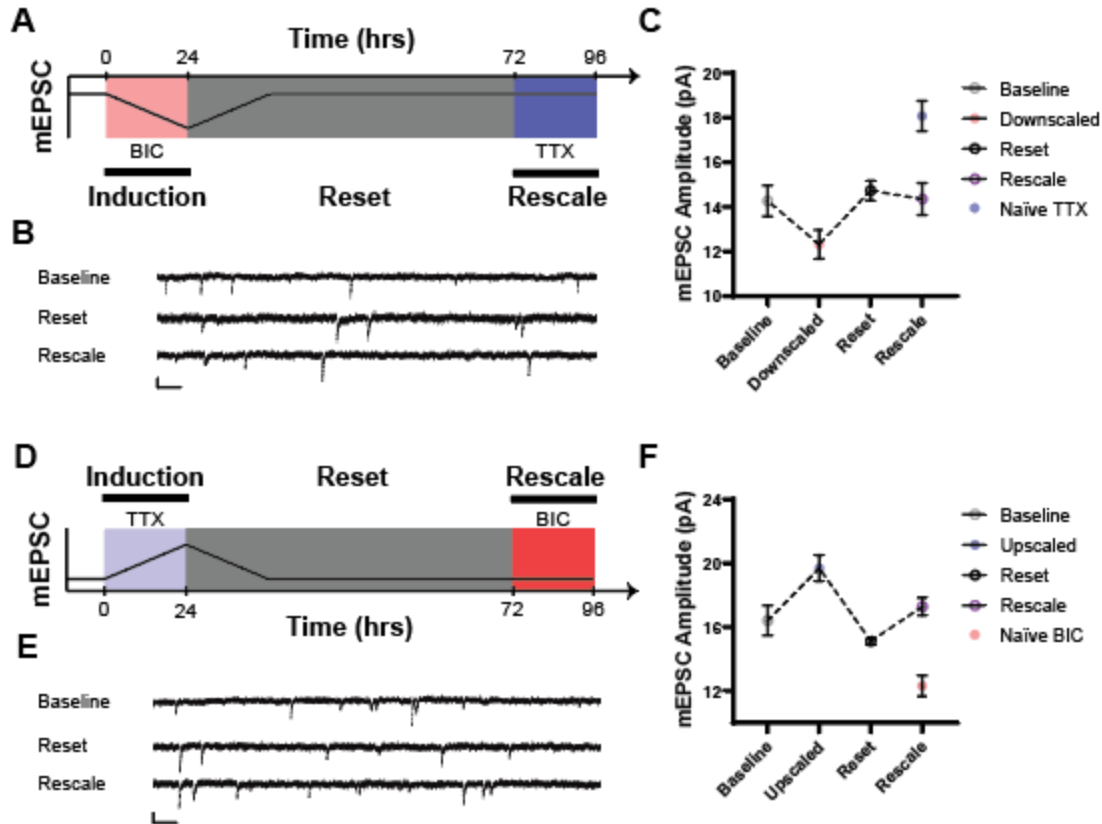 A
Time (hrs)
0 24 72 96
mEPSC
BIC
TTX
Induction
Reset
Rescale
B
Baseline
Reset
Rescale
C
mEPSC Amplitude (pA)
20
18
16
14
12
10
Baseline
Downscaled
Reset
Rescale
Baseline
Downscaled
Reset
Rescale
Naïve TTX
D
Induction
Reset
Rescale
TTX
BIC
mEPSC
0 24 72 96
Time (hrs)
E
Baseline
Reset
Rescale
F
mEPSC Amplitude (pA)
24
20
16
12
Baseline
Upscaled
Reset
Rescale
Baseline
Upscaled
Reset
Rescale
Naïve BIC